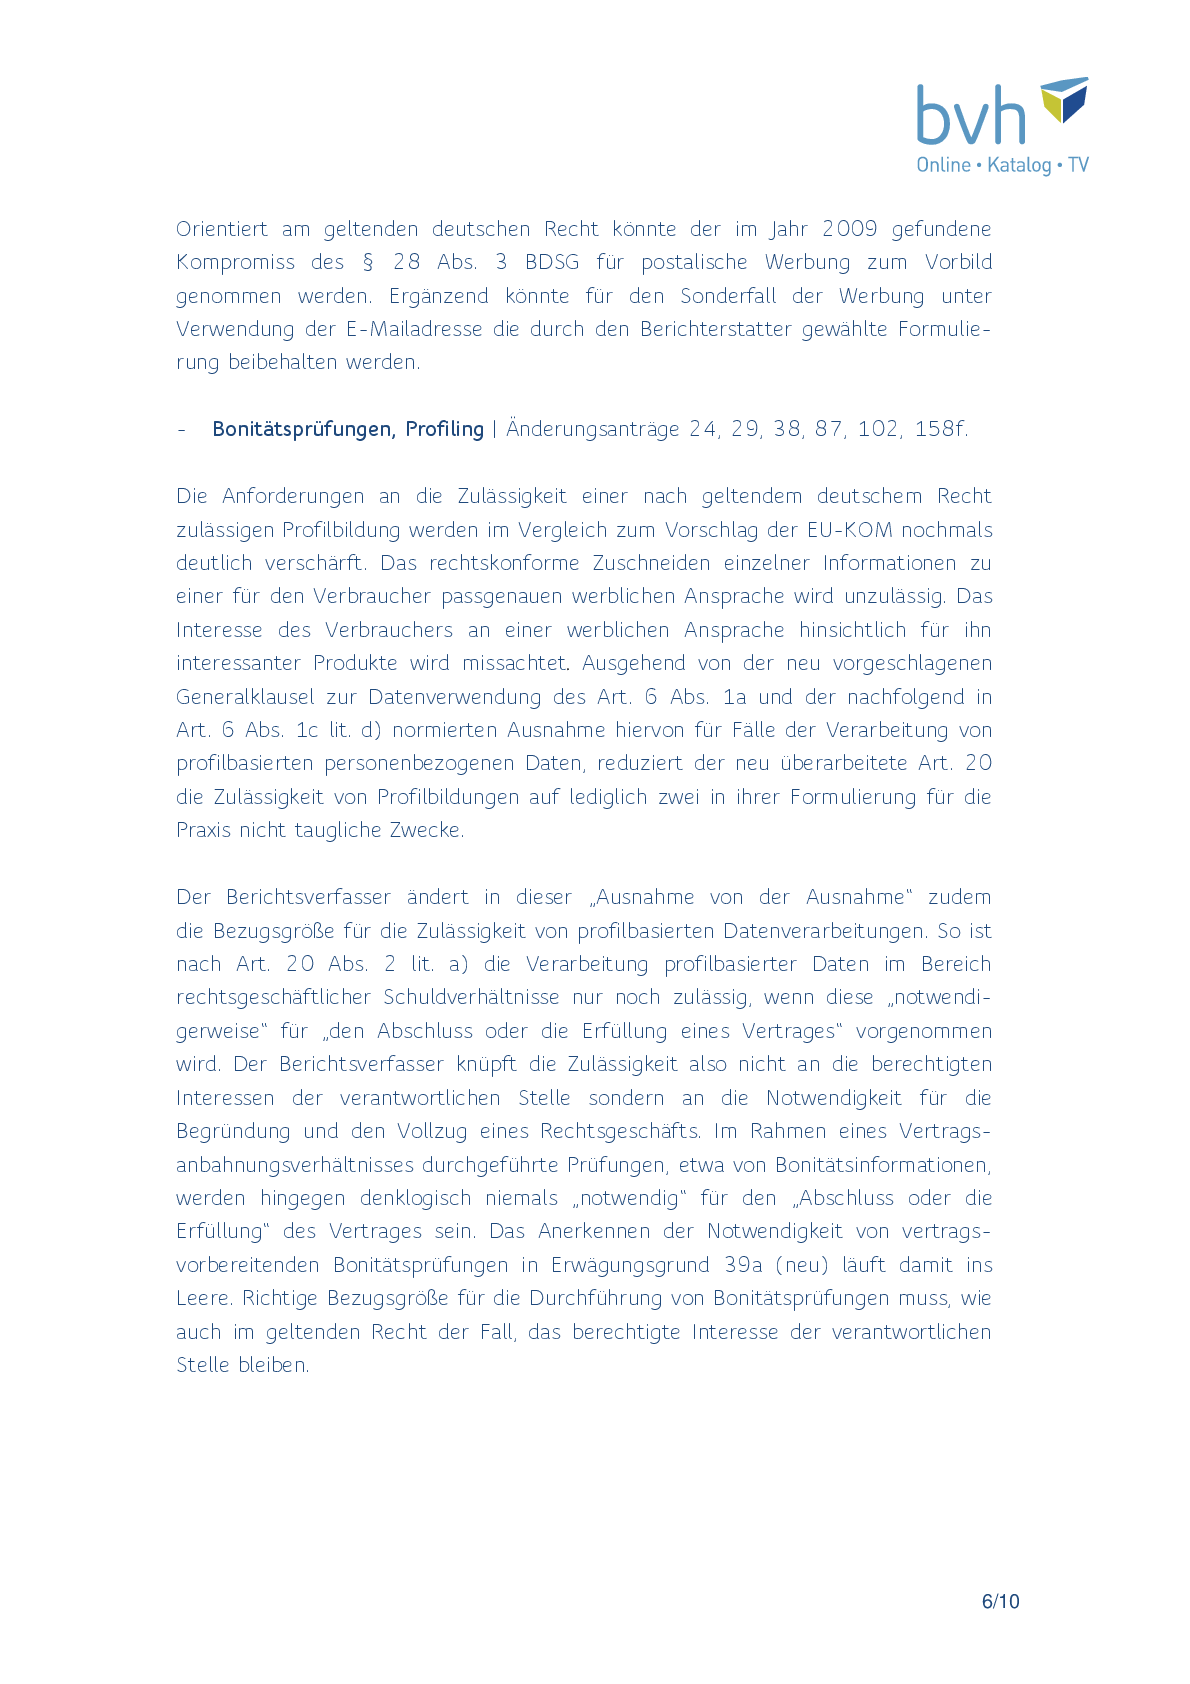 bvh
Online • Katalog • TV
Orientiert am geltenden deutschen Recht könnte der im Jahr 2009 gefundene
Kompromiss des § 28 Abs. 3 BDSG für postalische Werbung zum Vorbild
genommen werden. Ergänzend könnte für den Sonderfall der Werbung unter
Verwendung der E-Mailadresse die durch den Berichterstatter gewählte Formulie-
rung beibehalten werden.
- Bonitätsprüfungen, Profiling | Änderungsanträge 24, 29, 38, 87, 102, 158f.
Die Anforderungen an die Zulässigkeit einer nach geltendem deutschem Recht
zulässigen Profilbildung werden im Vergleich zum Vorschlag der EU-KOM nochmals
deutlich verschärft. Das rechtskonforme Zuschneiden einzelner Informationen zu
einer für den Verbraucher passgenauen werblichen Ansprache wird unzulässig. Das
Interesse des Verbrauchers an einer werblichen Ansprache hinsichtlich für ihn
interessanter Produkte wird missachtet. Ausgehend von der neu vorgeschlagenen
Generalklausel zur Datenverwendung des Art. 6 Abs. 1a und der nachfolgend in
Art. 6 Abs. 1c lit. d) normierten Ausnahme hiervon für Fälle der Verarbeitung von
profilbasierten personenbezogenen Daten, reduziert der neu überarbeitete Art. 20
die Zulässigkeit von Profilbildungen auf lediglich zwei in ihrer Formulierung für die
Praxis nicht taugliche Zwecke.
Der Berichtsverfasser ändert in dieser „Ausnahme von der Ausnahme“ zudem
die Bezugsgröße für die Zulässigkeit von profilbasierten Datenverarbeitungen. So ist
nach Art. 20 Abs. 2 lit. a) die Verarbeitung profilbasierter Daten im Bereich
rechtsgeschäftlicher Schuldverhältnisse nur noch zulässig, wenn diese „notwendi-
gerweise“ für „den Abschluss oder die Erfüllung eines Vertrages“ vorgenommen
wird. Der Berichtsverfasser knüpft die Zulässigkeit also nicht an die berechtigten
Interessen der verantwortlichen Stelle sondern an die Notwendigkeit für die
Begründung und den Vollzug eines Rechtsgeschäfts. Im Rahmen eines Vertrags-
anbahnungsverhältnisses durchgeführte Prüfungen, etwa von Bonitätsinformationen,
werden hingegen denklogisch niemals „notwendig“ für den „Abschluss oder die
Erfüllung“ des Vertrages sein. Das Anerkennen der Notwendigkeit von vertrags-
vorbereitenden Bonitätsprüfungen in Erwägungsgrund 39a (neu) läuft damit ins
Leere. Richtige Bezugsgröße für die Durchführung von Bonitätsprüfungen muss, wie
auch im geltenden Recht der Fall, das berechtigte Interesse der verantwortlichen
Stelle bleiben.
6/10